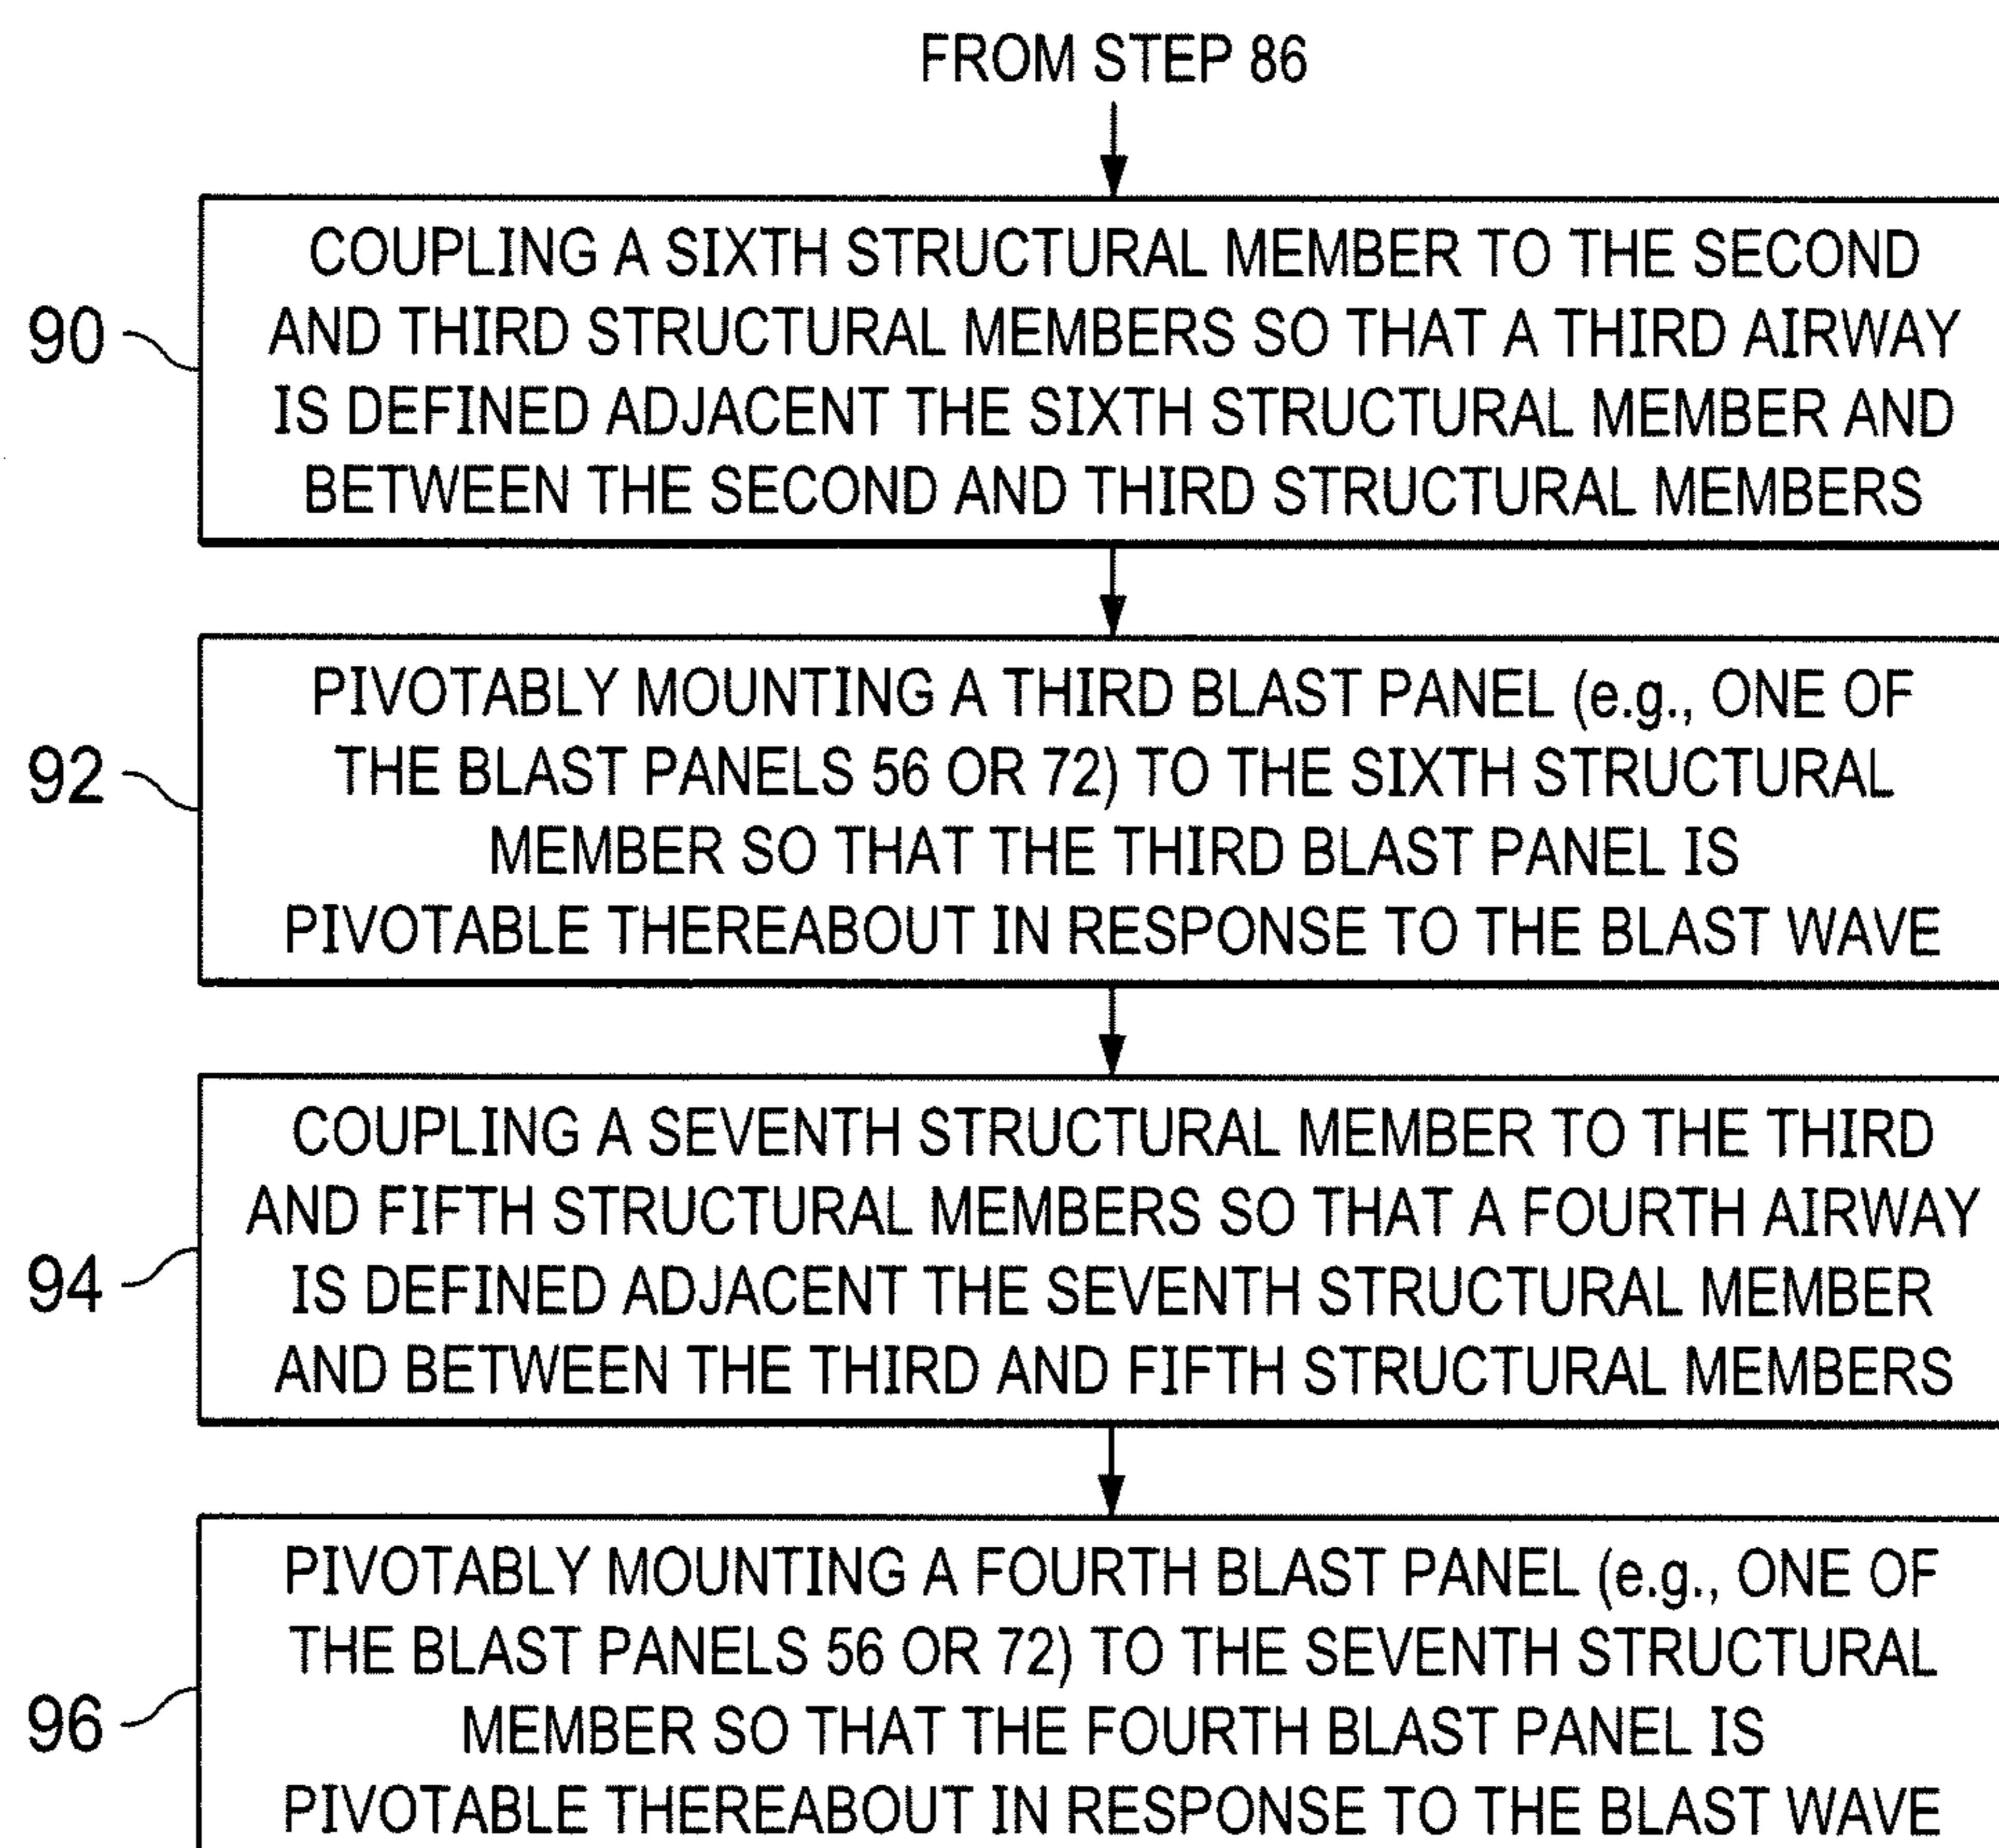 FROM STEP 86
90
COUPLING A SIXTH STRUCTURAL MEMBER TO THE SECOND
AND THIRD STRUCTURAL MEMBERS SO THAT A THIRD AIRWAY
IS DEFINED ADJACENT THE SIXTH STRUCTURAL MEMBER AND
BETWEEN THE SECOND AND THIRD STRUCTURAL MEMBERS
92
PIVOTABLY MOUNTING A THIRD BLAST PANEL (e.g., ONE OF
THE BLAST PANELS 56 OR 72) TO THE SIXTH STRUCTURAL
MEMBER SO THAT THE THIRD BLAST PANEL IS
PIVOTABLE THEREABOUT IN RESPONSE TO THE BLAST WAVE
94
COUPLING A SEVENTH STRUCTURAL MEMBER TO THE THIRD
AND FIFTH STRUCTURAL MEMBERS SO THAT A FOURTH AIRWAY
IS DEFINED ADJACENT THE SEVENTH STRUCTURAL MEMBER
AND BETWEEN THE THIRD AND FIFTH STRUCTURAL MEMBERS
96
PIVOTABLY MOUNTING A FOURTH BLAST PANEL (e.g., ONE OF
THE BLAST PANELS 56 OR 72) TO THE SEVENTH STRUCTURAL
MEMBER SO THAT THE FOURTH BLAST PANEL IS
PIVOTABLE THEREABOUT IN RESPONSE TO THE BLAST WAVE